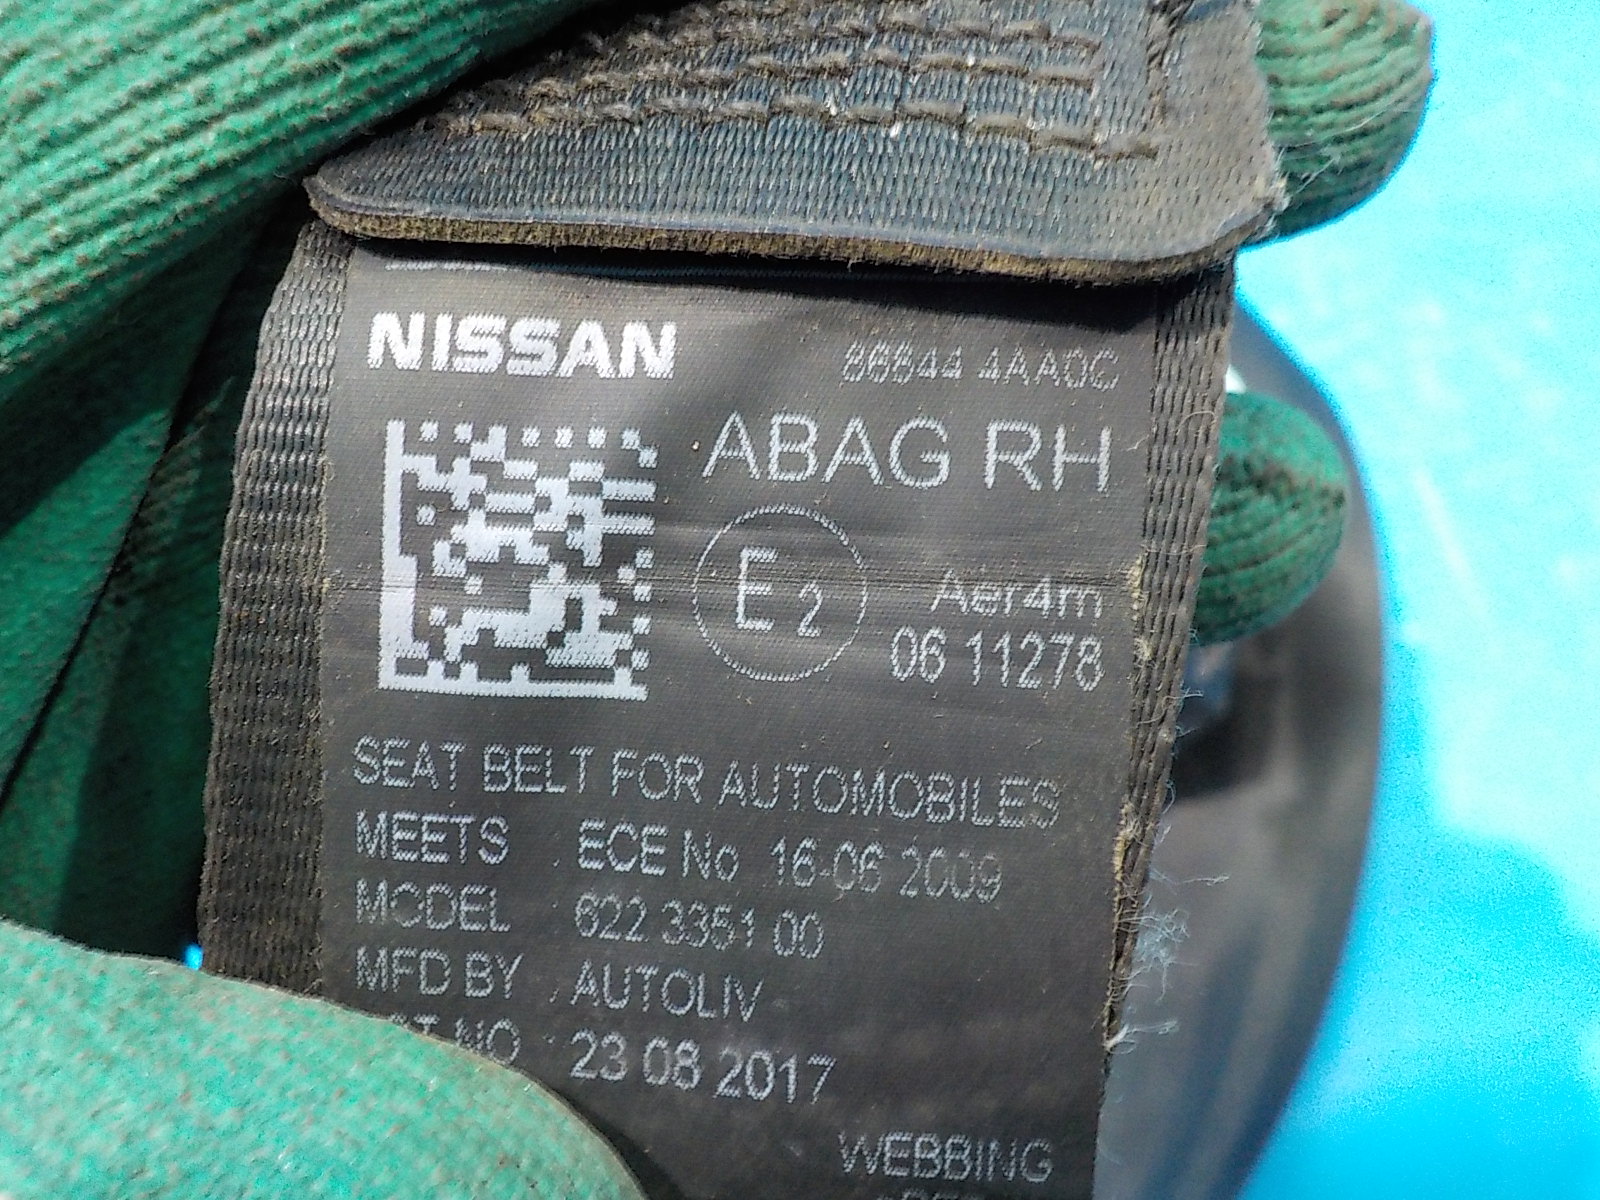 NISSAN
86844 4AA0C
ABAG RH
E2
Aer4m
06 11278
SEAT BELT FOR AUTOMOBILES
MEETS : ECE No 16-06 2009
MODEL : 622 3351 00
MFD BY : AUTOLIV
NO : 23 08 2017
WEBBING